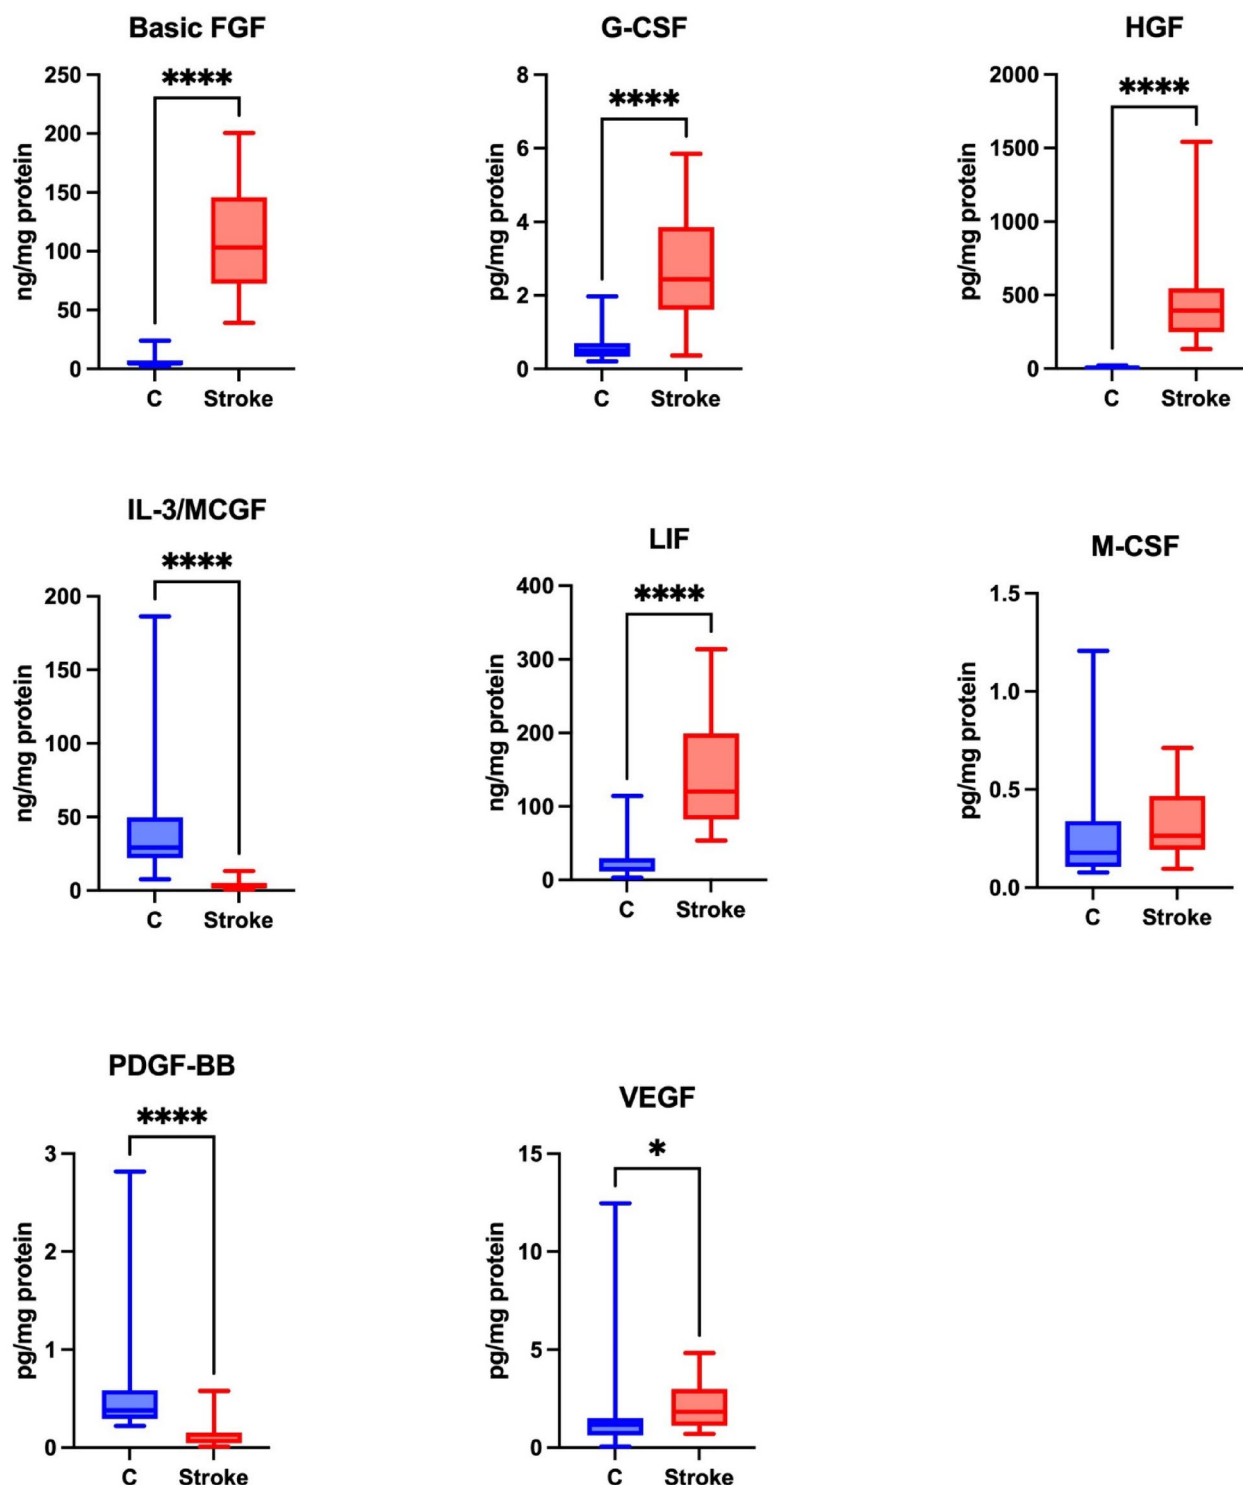 Basic FGF
****
250
200
150
100
50
0
ng/mg protein
C Stroke
G-CSF
****
8
6
4
2
0
pg/mg protein
C Stroke
HGF
****
2000
1500
1000
500
0
pg/mg protein
C Stroke
IL-3/MCGF
****
200
150
100
50
0
ng/mg protein
C Stroke
LIF
****
400
300
200
100
0
ng/mg protein
C Stroke
M-CSF
1.5
1.0
0.5
0.0
pg/mg protein
C Stroke
PDGF-BB
****
3
2
1
0
pg/mg protein
C Stroke
VEGF
*
15
10
5
0
pg/mg protein
C Stroke